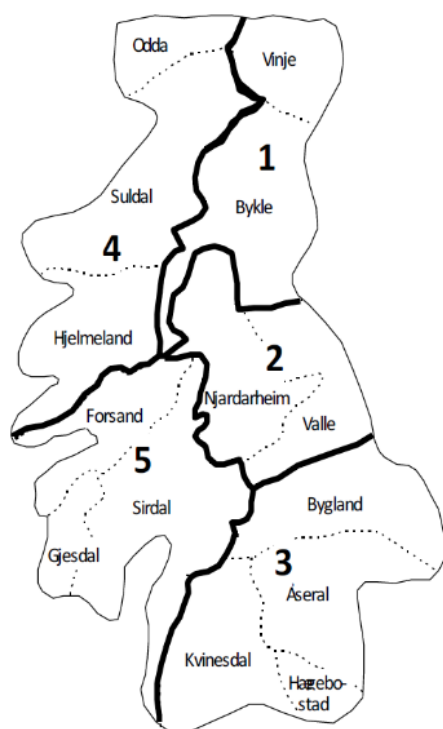 Odda
Vinje
1
Suldal
Bykle
4
Hjelmeland
2
Njardarheim
Forsand
Valle
5
Sirdal
Bygland
Gjesdal
3
Åseral
Kvinesdal
Hægebo-
stad